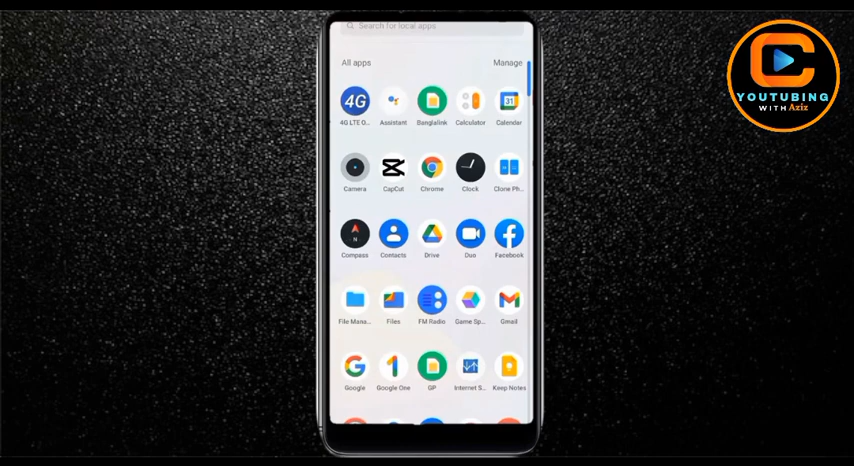 Search for local apps
All apps
Manage
4G
4G LTE O...
Assistant
Banglalink
Calculator
31
Calendar
Camera
CapCut
Chrome
Clock
Clone Ph...
N
Compass
Contacts
Drive
Duo
Facebook
File Mana...
Files
FM Radio
Game Sp...
Gmail
Google
Google One
GP
Internet S...
Keep Notes
YOUTUBING
WITH Aziz